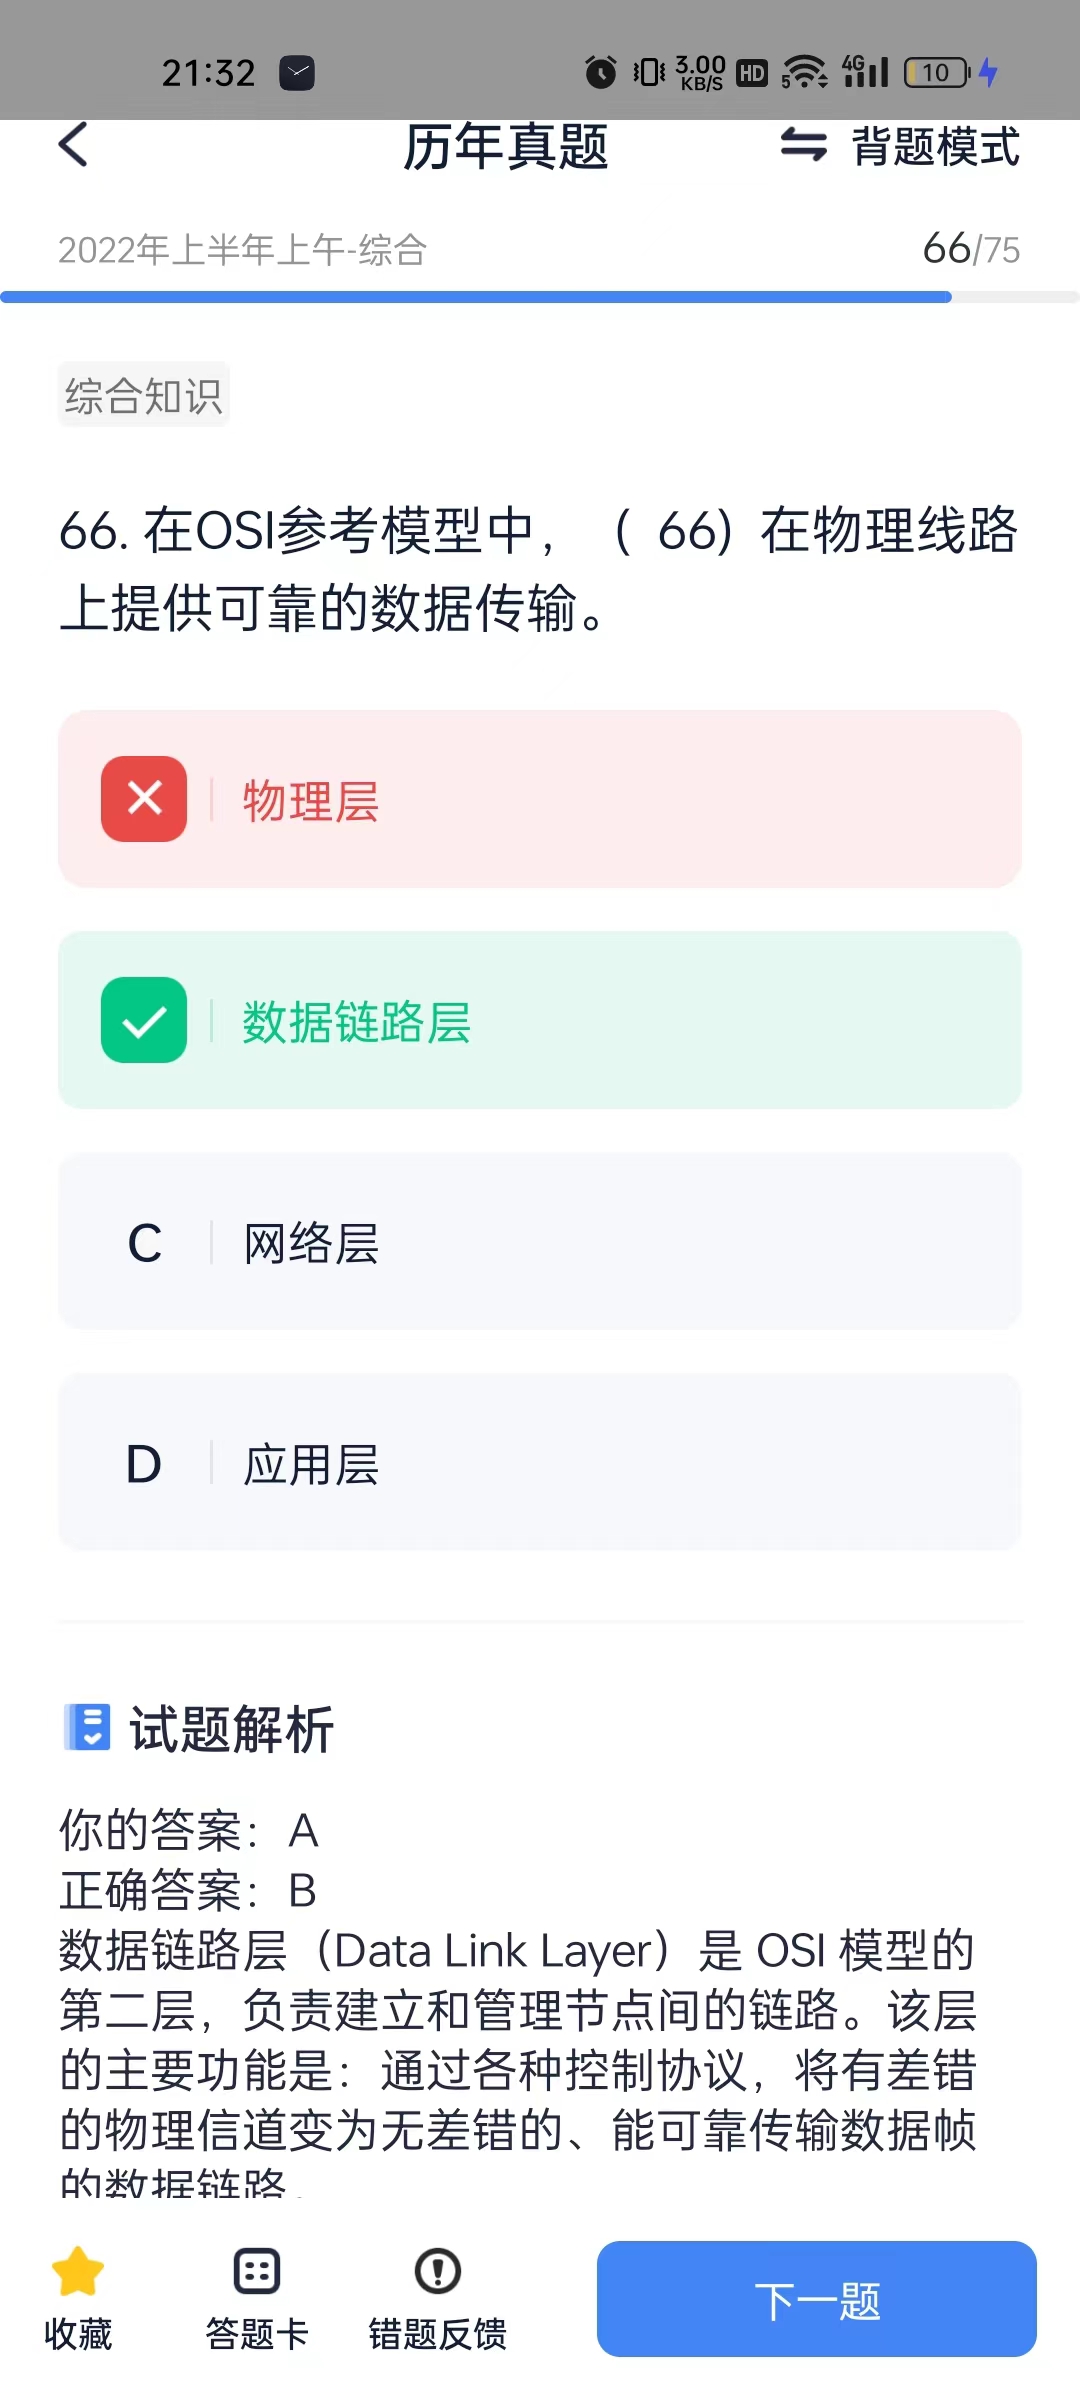 21:32
3.00 KB/S HD 5 4G 10
历年真题
背题模式
2022年上半年上午-综合
66/75
综合知识
66. 在OSI参考模型中，（ 66）在物理线路
上提供可靠的数据传输。
物理层
数据链路层
C 网络层
D 应用层
试题解析
你的答案：A
正确答案：B
数据链路层（Data Link Layer）是 OSI 模型的
第二层，负责建立和管理节点间的链路。该层
的主要功能是：通过各种控制协议，将有差错
的物理信道变为无差错的、能可靠传输数据帧
的数据链路。
收藏
答题卡
错题反馈
下一题